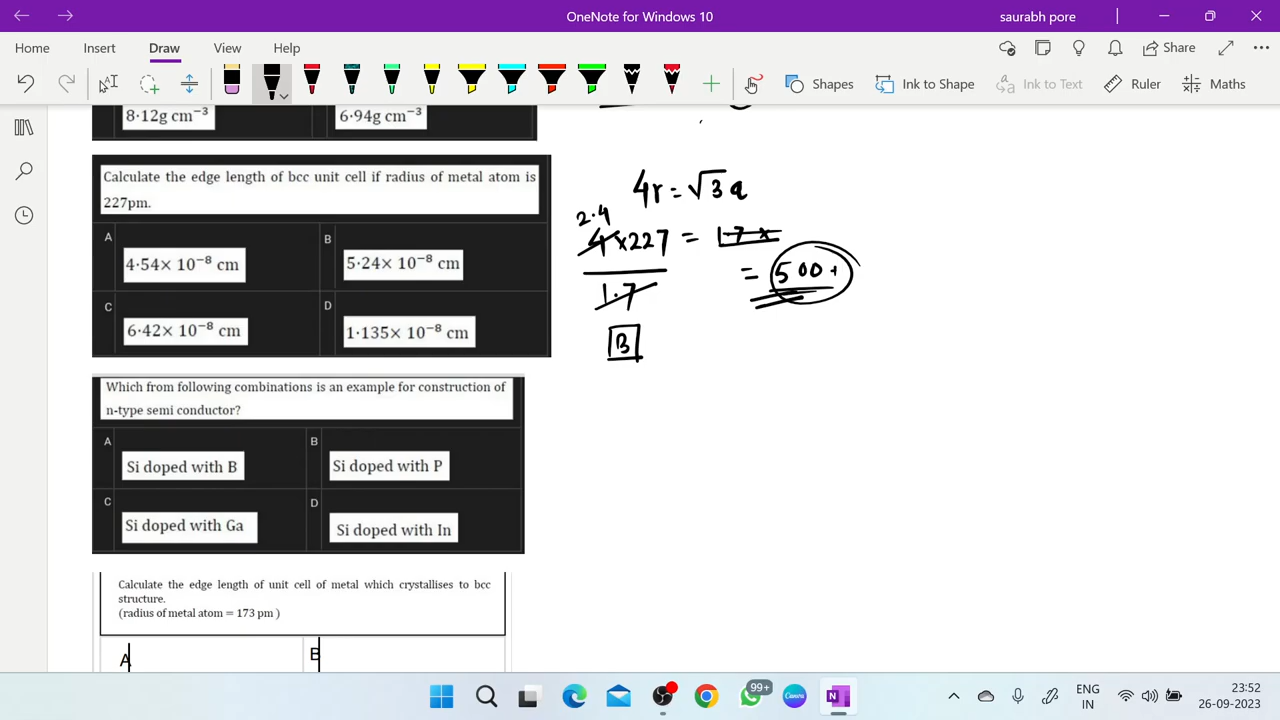 OneNote for Windows 10
saurabh pore
Home
Insert
Draw
View
Help
Share
Shapes
Ink to Shape
Ink to Text
Ruler
Maths
8·12g cm⁻³
6·94g cm⁻³
Calculate the edge length of bcc unit cell if radius of metal atom is
227pm.
A
4·54× 10⁻⁸ cm
B
5·24× 10⁻⁸ cm
C
6·42× 10⁻⁸ cm
D
1·135× 10⁻⁸ cm
4r = √3 a
2.4
4×227 = 1.7 ×
1.7
= 500+
B
Which from following combinations is an example for construction of
n-type semi conductor?
A
Si doped with B
B
Si doped with P
C
Si doped with Ga
D
Si doped with In
Calculate the edge length of unit cell of metal which crystallises to bcc
structure.
(radius of metal atom = 173 pm )
A
B
99+
ENG
IN
23:52
26-09-2023